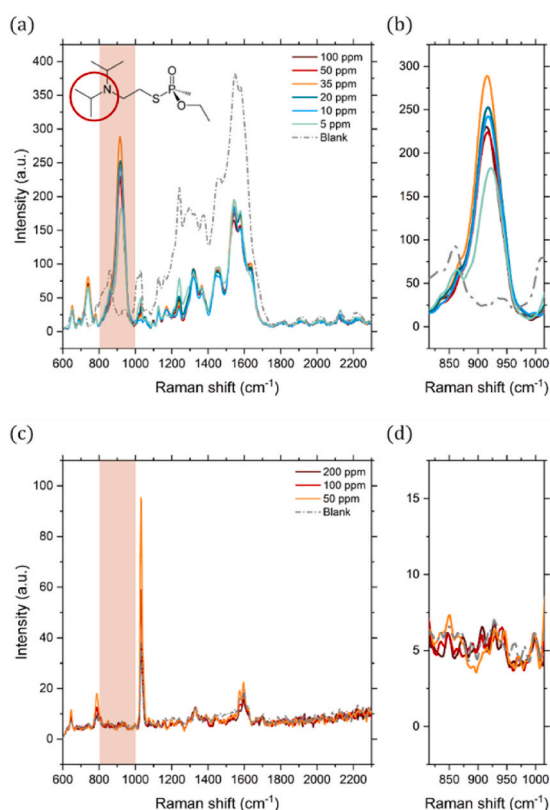 (a)
(b)
400
350
300
250
200
150
100
50
0
Intensity (a.u.)
N
S
P
O
O
100 ppm
50 ppm
35 ppm
20 ppm
10 ppm
5 ppm
Blank
600 800 1000 1200 1400 1600 1800 2000 2200
Raman shift (cm-1)
300
250
200
150
100
50
0
850 900 950 1000
Raman shift (cm-1)
(c)
(d)
100
80
60
40
20
0
Intensity (a.u.)
200 ppm
100 ppm
50 ppm
Blank
600 800 1000 1200 1400 1600 1800 2000 2200
Raman shift (cm-1)
15
10
5
0
850 900 950 1000
Raman shift (cm-1)